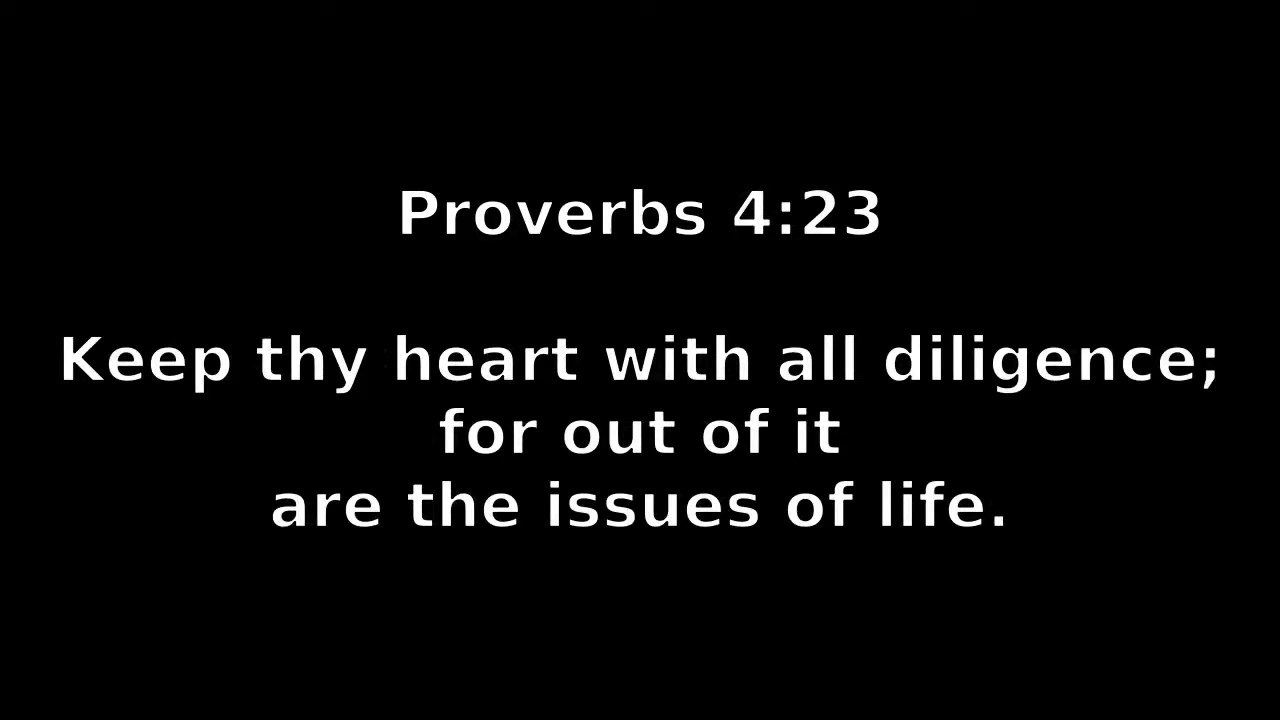 Proverbs 4:23
Keep thy heart with all diligence;
for out of it
are the issues of life.